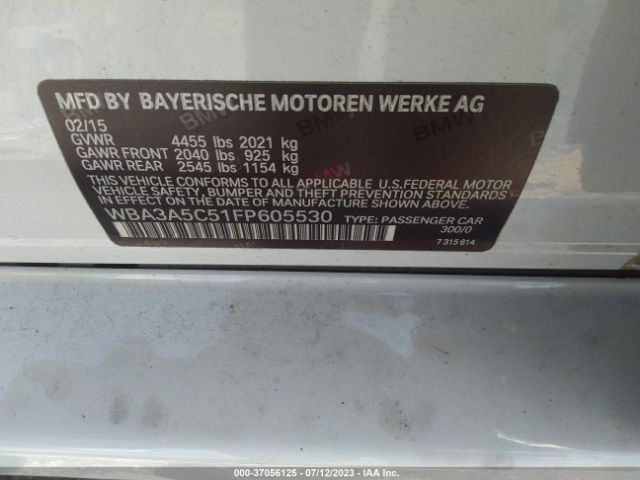 MFD BY BAYERISCHE MOTOREN WERKE AG
02/15
GVWR 4455 lbs 2021 kg
GAWR FRONT 2040 lbs 925 kg
GAWR REAR 2545 lbs 1154 kg
THIS VEHICLE CONFORMS TO ALL APPLICABLE U.S.FEDERAL MOTOR
VEHICLE SAFETY, BUMPER AND THEFT PREVENTION STANDARDS
IN EFFECT ON THE DATE OF MANUFACTURE SHOWN ABOVE.
WBA3A5C51FP605530 TYPE: PASSENGER CAR
300/0
7 315 814
000-37056125 - 07/12/2023 - IAA Inc.